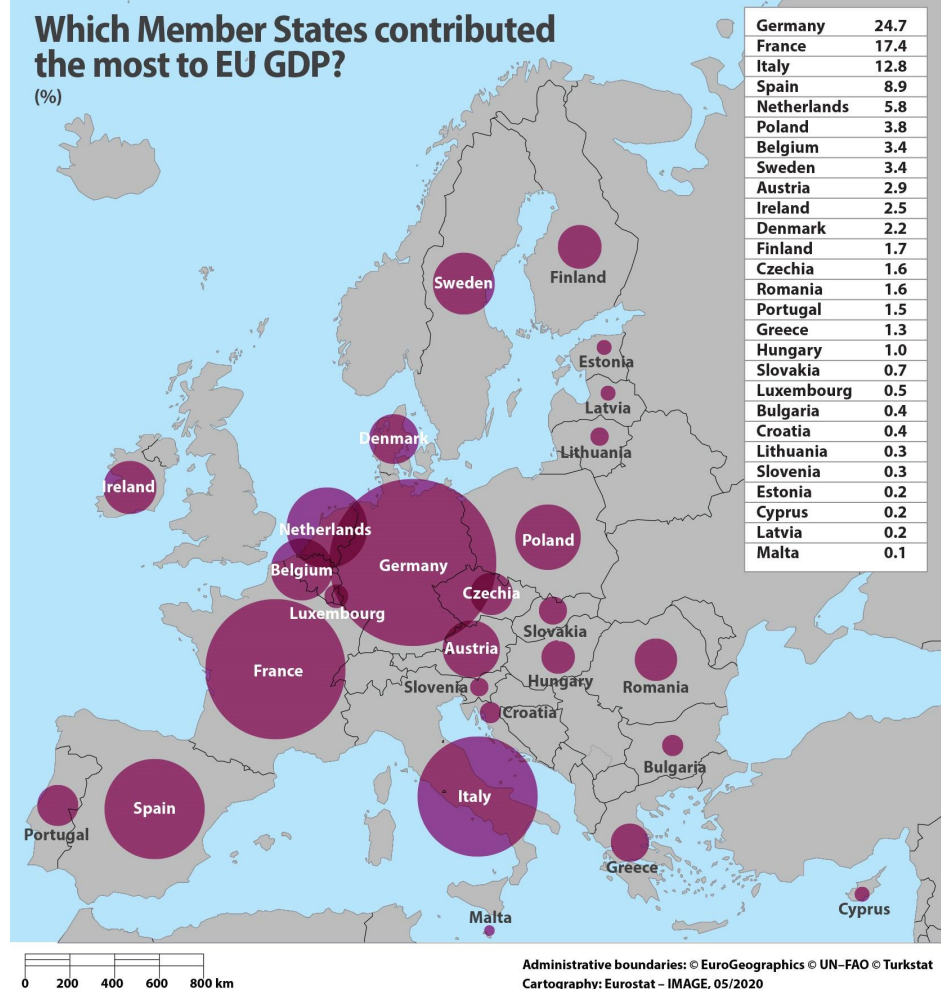 Which Member States contributed
the most to EU GDP?
(%)
Germany 24.7
France 17.4
Italy 12.8
Spain 8.9
Netherlands 5.8
Poland 3.8
Belgium 3.4
Sweden 3.4
Austria 2.9
Ireland 2.5
Denmark 2.2
Finland 1.7
Czechia 1.6
Romania 1.6
Portugal 1.5
Greece 1.3
Hungary 1.0
Slovakia 0.7
Luxembourg 0.5
Bulgaria 0.4
Croatia 0.4
Lithuania 0.3
Slovenia 0.3
Estonia 0.2
Cyprus 0.2
Latvia 0.2
Malta 0.1
Finland
Sweden
Estonia
Latvia
Denmark
Lithuania
Ireland
Netherlands
Poland
Germany
Belgium
Czechia
Luxembourg
Slovakia
Austria
France
Hungary
Romania
Slovenia
Croatia
Bulgaria
Italy
Spain
Portugal
Greece
Cyprus
Malta
0 200 400 600 800 km
Administrative boundaries: © EuroGeographics © UN–FAO © Turkstat
Cartography: Eurostat – IMAGE, 05/2020